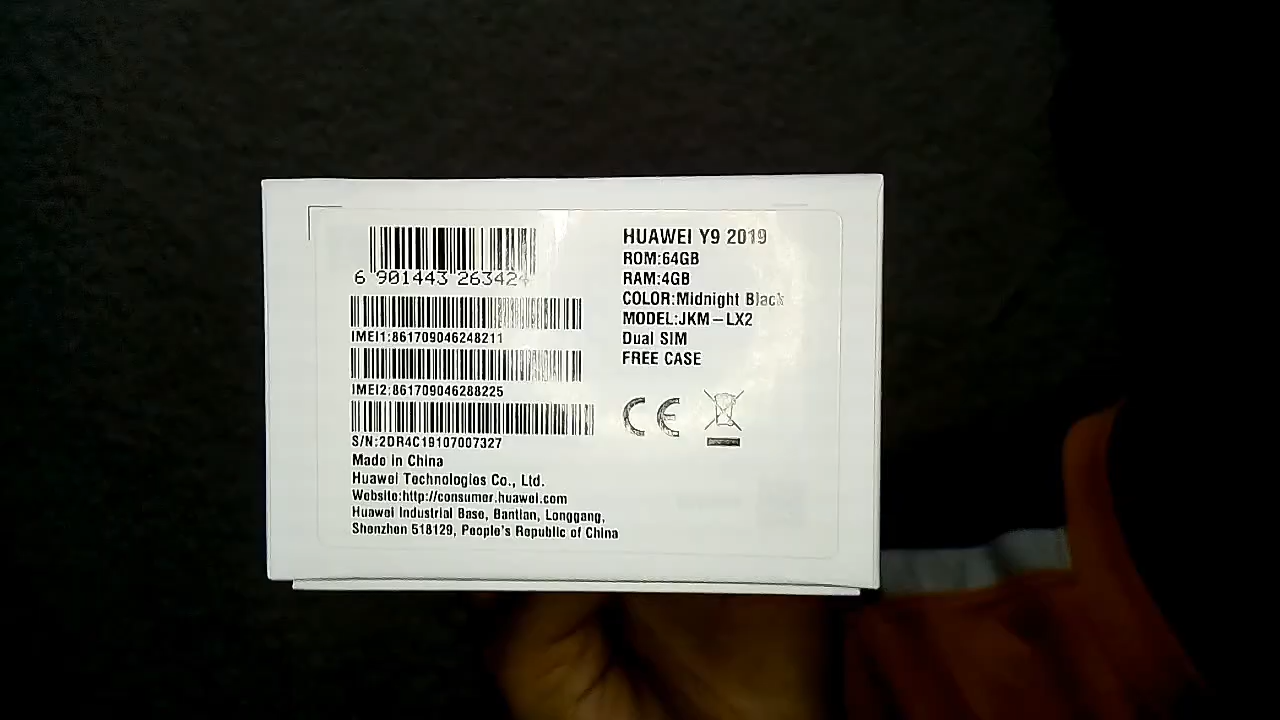 6 901443 263424
IMEI1:861709046248211
IMEI2:861709046288225
S/N:2DR4C19107007327
Made in China
Huawei Technologies Co., Ltd.
Website:http://consumer.huawei.com
Huawei Industrial Base, Bantian, Longgang,
Shenzhen 518129, People's Republic of China
HUAWEI Y9 2019
ROM:64GB
RAM:4GB
COLOR:Midnight Black
MODEL:JKM-LX2
Dual SIM
FREE CASE
CE